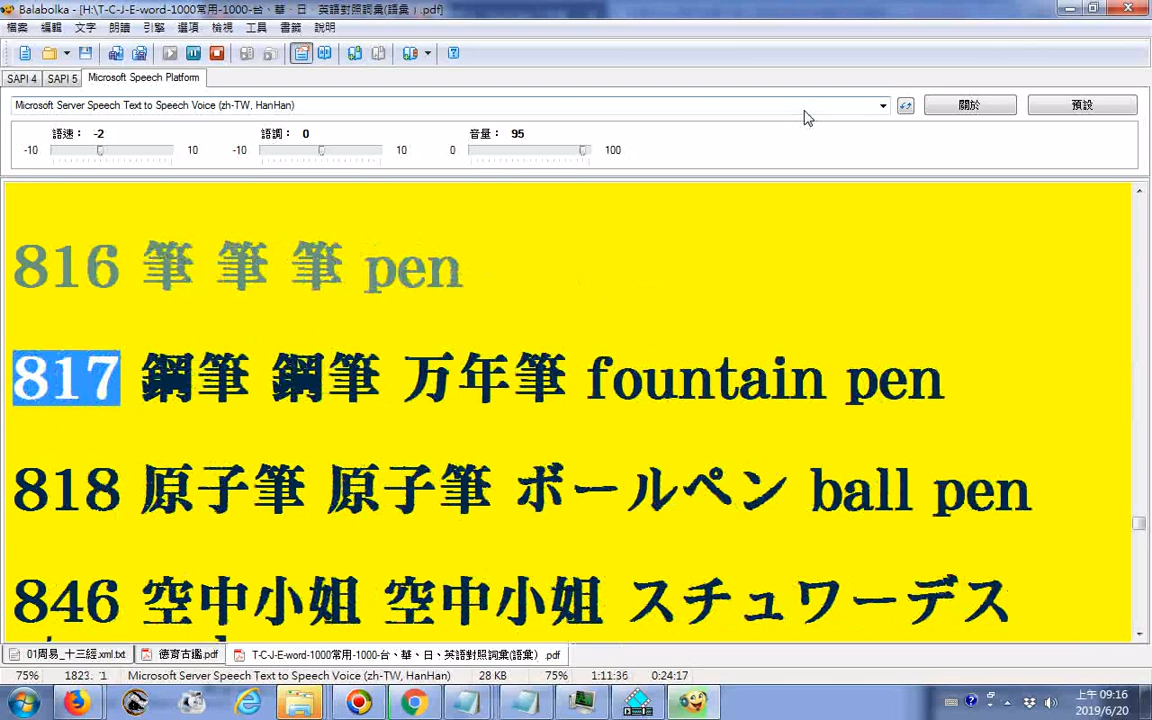 Balabolka - [H:\T-C-J-E-word-1000常用-1000-台、華、日、英語對照詞彙(語彙).pdf]
檔案 編輯 文字 朗讀 引擎 選項 檢視 工具 書籤 說明
SAPI 4 SAPI 5 Microsoft Speech Platform
Microsoft Server Speech Text to Speech Voice (zh-TW, HanHan) 關於 預設
語速： -2 語調： 0 音量： 95
-10 10 -10 10 0 100
816 筆 筆 筆 pen
817 鋼筆 鋼筆 万年筆 fountain pen
818 原子筆 原子筆 ボールペン ball pen
846 空中小姐 空中小姐 スチュワーデス
01周易_十三經.xml.txt 德育古鑑.pdf T-C-J-E-word-1000常用-1000-台、華、日、英語對照詞彙(語彙) .pdf
75% 1823: 1 Microsoft Server Speech Text to Speech Voice (zh-TW, HanHan) 28 KB 75% 1:11:36 0:24:17
上午 09:16
2019/6/20